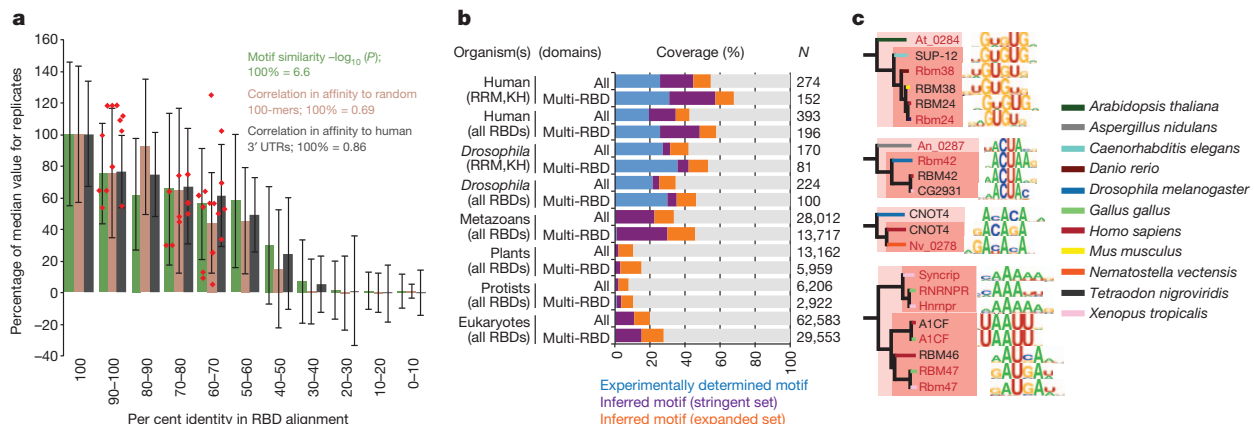 a
Percentage of median value for replicates
160
140
120
100
80
60
40
20
0
−20
−40
Motif similarity –log10 (P);
100% = 6.6
Correlation in affinity to random
100-mers; 100% = 0.69
Correlation in affinity to human
3′ UTRs; 100% = 0.86
100
90–100
80–90
70–80
60–70
50–60
40–50
30–40
20–30
10–20
0–10
Per cent identity in RBD alignment
b
Organism(s) (domains) Coverage (%) N
Human All 274
(RRM,KH) Multi-RBD 152
Human All 393
(all RBDs) Multi-RBD 196
Drosophila All 170
(RRM,KH) Multi-RBD 81
Drosophila All 224
(all RBDs) Multi-RBD 100
Metazoans All 28,012
(all RBDs) Multi-RBD 13,717
Plants All 13,162
(all RBDs) Multi-RBD 5,959
Protists All 6,206
(all RBDs) Multi-RBD 2,922
Eukaryotes All 62,583
(all RBDs) Multi-RBD 29,553
0 20 40 60 80 100
Experimentally determined motif
Inferred motif (stringent set)
Inferred motif (expanded set)
c
At_0284
SUP-12
Rbm38
RBM38
RBM24
Rbm24
An_0287
Rbm42
RBM42
CG2931
CNOT4
CNOT4
Nv_0278
Syncrip
RNRNPR
Hnrnpr
A1CF
A1CF
RBM46
RBM47
Rbm47
Arabidopsis thaliana
Aspergillus nidulans
Caenorhabditis elegans
Danio rerio
Drosophila melanogaster
Gallus gallus
Homo sapiens
Mus musculus
Nematostella vectensis
Tetraodon nigroviridis
Xenopus tropicalis